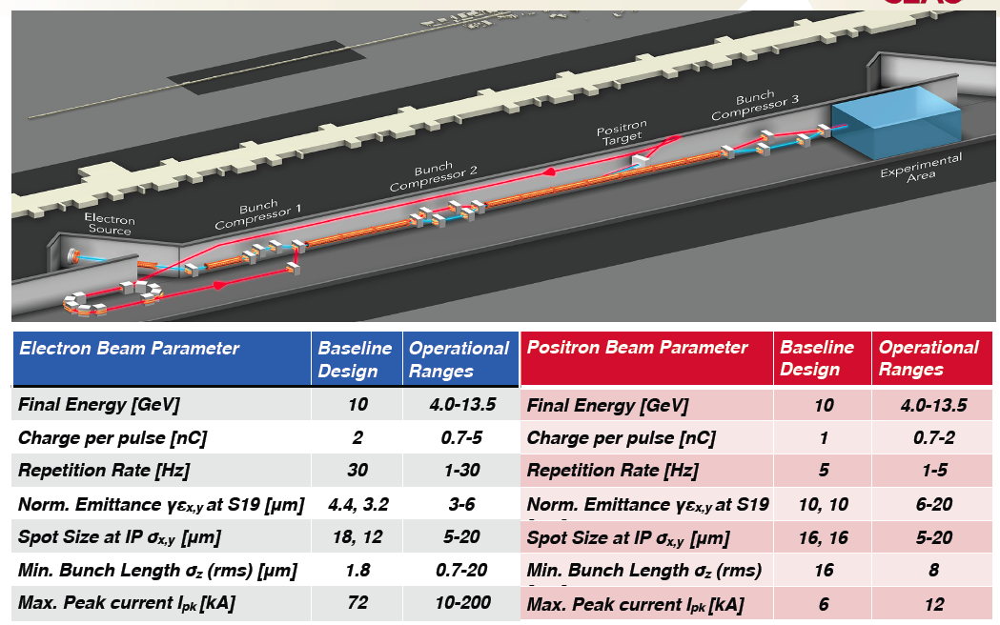 Bunch
Compressor 3
Positron
Target
Bunch
Compressor 2
Experimental
Area
Bunch
Compressor 1
Electron
Source
Electron Beam Parameter Baseline Design Operational Ranges
Final Energy [GeV] 10 4.0-13.5
Charge per pulse [nC] 2 0.7-5
Repetition Rate [Hz] 30 1-30
Norm. Emittance γεx,y at S19 [μm] 4.4, 3.2 3-6
Spot Size at IP σx,y [μm] 18, 12 5-20
Min. Bunch Length σz (rms) [μm] 1.8 0.7-20
Max. Peak current Ipk [kA] 72 10-200
Positron Beam Parameter Baseline Design Operational Ranges
Final Energy [GeV] 10 4.0-13.5
Charge per pulse [nC] 1 0.7-2
Repetition Rate [Hz] 5 1-5
Norm. Emittance γεx,y at S19 10, 10 6-20
Spot Size at IP σx,y [μm] 16, 16 5-20
Min. Bunch Length σz (rms) 16 8
Max. Peak current Ipk [kA] 6 12